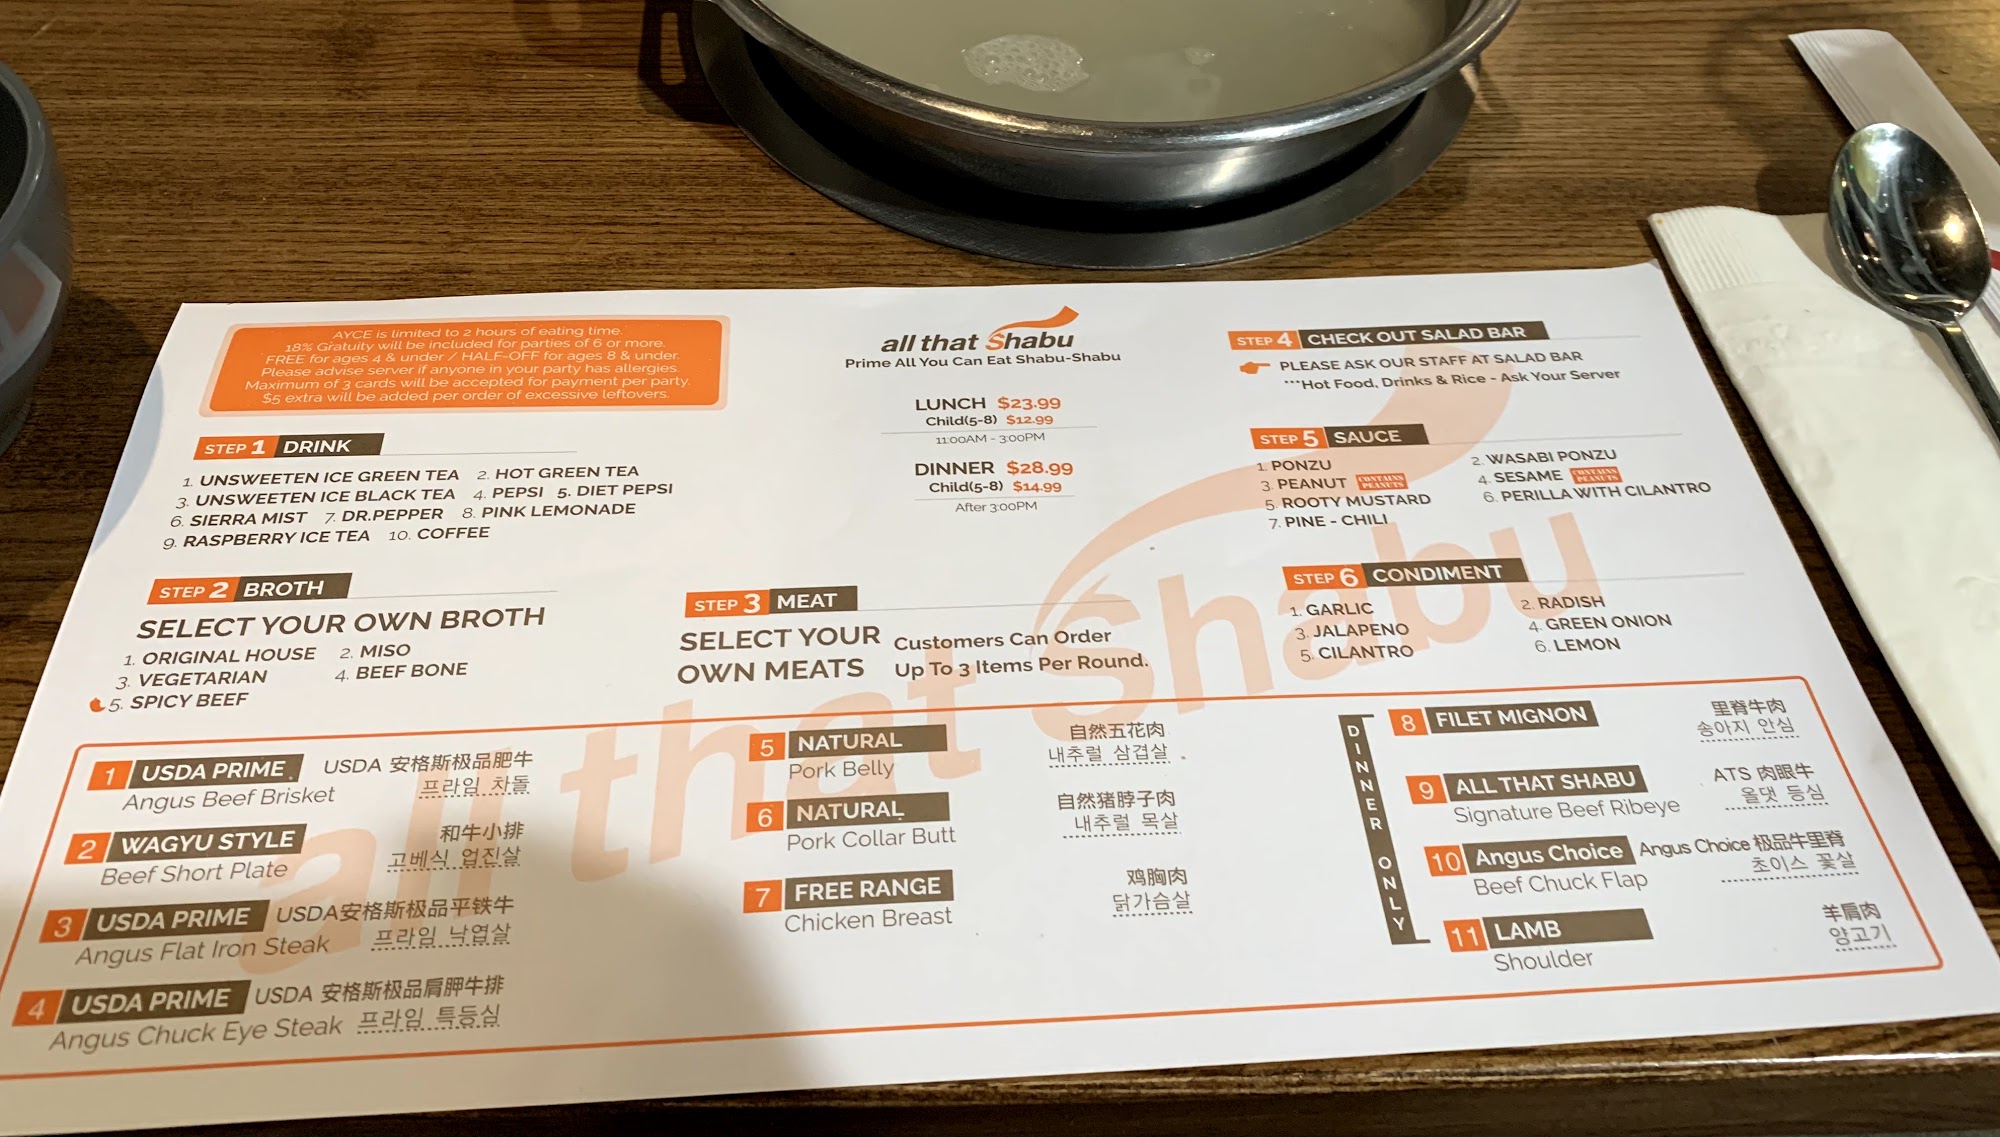 AYCE is limited to 2 hours of eating time.
18% Gratuity will be included for parties of 6 or more.
FREE for ages 4 & under / HALF-OFF for ages 8 & under.
Please advise server if anyone in your party has allergies.
Maximum of 3 cards will be accepted for payment per party.
$5 extra will be added per order of excessive leftovers.
STEP 1 DRINK
1. UNSWEETEN ICE GREEN TEA 2. HOT GREEN TEA
3. UNSWEETEN ICE BLACK TEA 4. PEPSI 5. DIET PEPSI
6. SIERRA MIST 7. DR.PEPPER 8. PINK LEMONADE
9. RASPBERRY ICE TEA 10. COFFEE
STEP 2 BROTH
SELECT YOUR OWN BROTH
1. ORIGINAL HOUSE 2. MISO
3. VEGETARIAN 4. BEEF BONE
5. SPICY BEEF
all that Shabu
Prime All You Can Eat Shabu-Shabu
LUNCH $23.99
Child(5-8) $12.99
11:00AM - 3:00PM
DINNER $28.99
Child(5-8) $14.99
After 3:00PM
STEP 3 MEAT
SELECT YOUR OWN MEATS
Customers Can Order
Up To 3 Items Per Round.
STEP 4 CHECK OUT SALAD BAR
PLEASE ASK OUR STAFF AT SALAD BAR
***Hot Food, Drinks & Rice - Ask Your Server
STEP 5 SAUCE
1. PONZU 2. WASABI PONZU
3. PEANUT CONTAINS PEANUTS 4. SESAME CONTAINS PEANUTS
5. ROOTY MUSTARD 6. PERILLA WITH CILANTRO
7. PINE - CHILI
STEP 6 CONDIMENT
1. GARLIC 2. RADISH
3. JALAPENO 4. GREEN ONION
5. CILANTRO 6. LEMON
all that Shabu
1 USDA PRIME USDA 安格斯极品肥牛
Angus Beef Brisket 프라임 차돌
2 WAGYU STYLE 和牛小排
Beef Short Plate 고베식 업진살
3 USDA PRIME USDA安格斯极品平铁牛
Angus Flat Iron Steak 프라임 낙엽살
4 USDA PRIME USDA 安格斯极品肩胛牛排
Angus Chuck Eye Steak 프라임 특등심
5 NATURAL 自然五花肉
Pork Belly 내추럴 삼겹살
6 NATURAL 自然猪脖子肉
Pork Collar Butt 내추럴 목살
7 FREE RANGE 鸡胸肉
Chicken Breast 닭가슴살
DINNER ONLY
8 FILET MIGNON 里脊牛肉
송아지 안심
9 ALL THAT SHABU ATS 肉眼牛
Signature Beef Ribeye 올댓 등심
10 Angus Choice Angus Choice 极品牛里脊
Beef Chuck Flap 초이스 꽃살
11 LAMB 羊肩肉
Shoulder 양고기